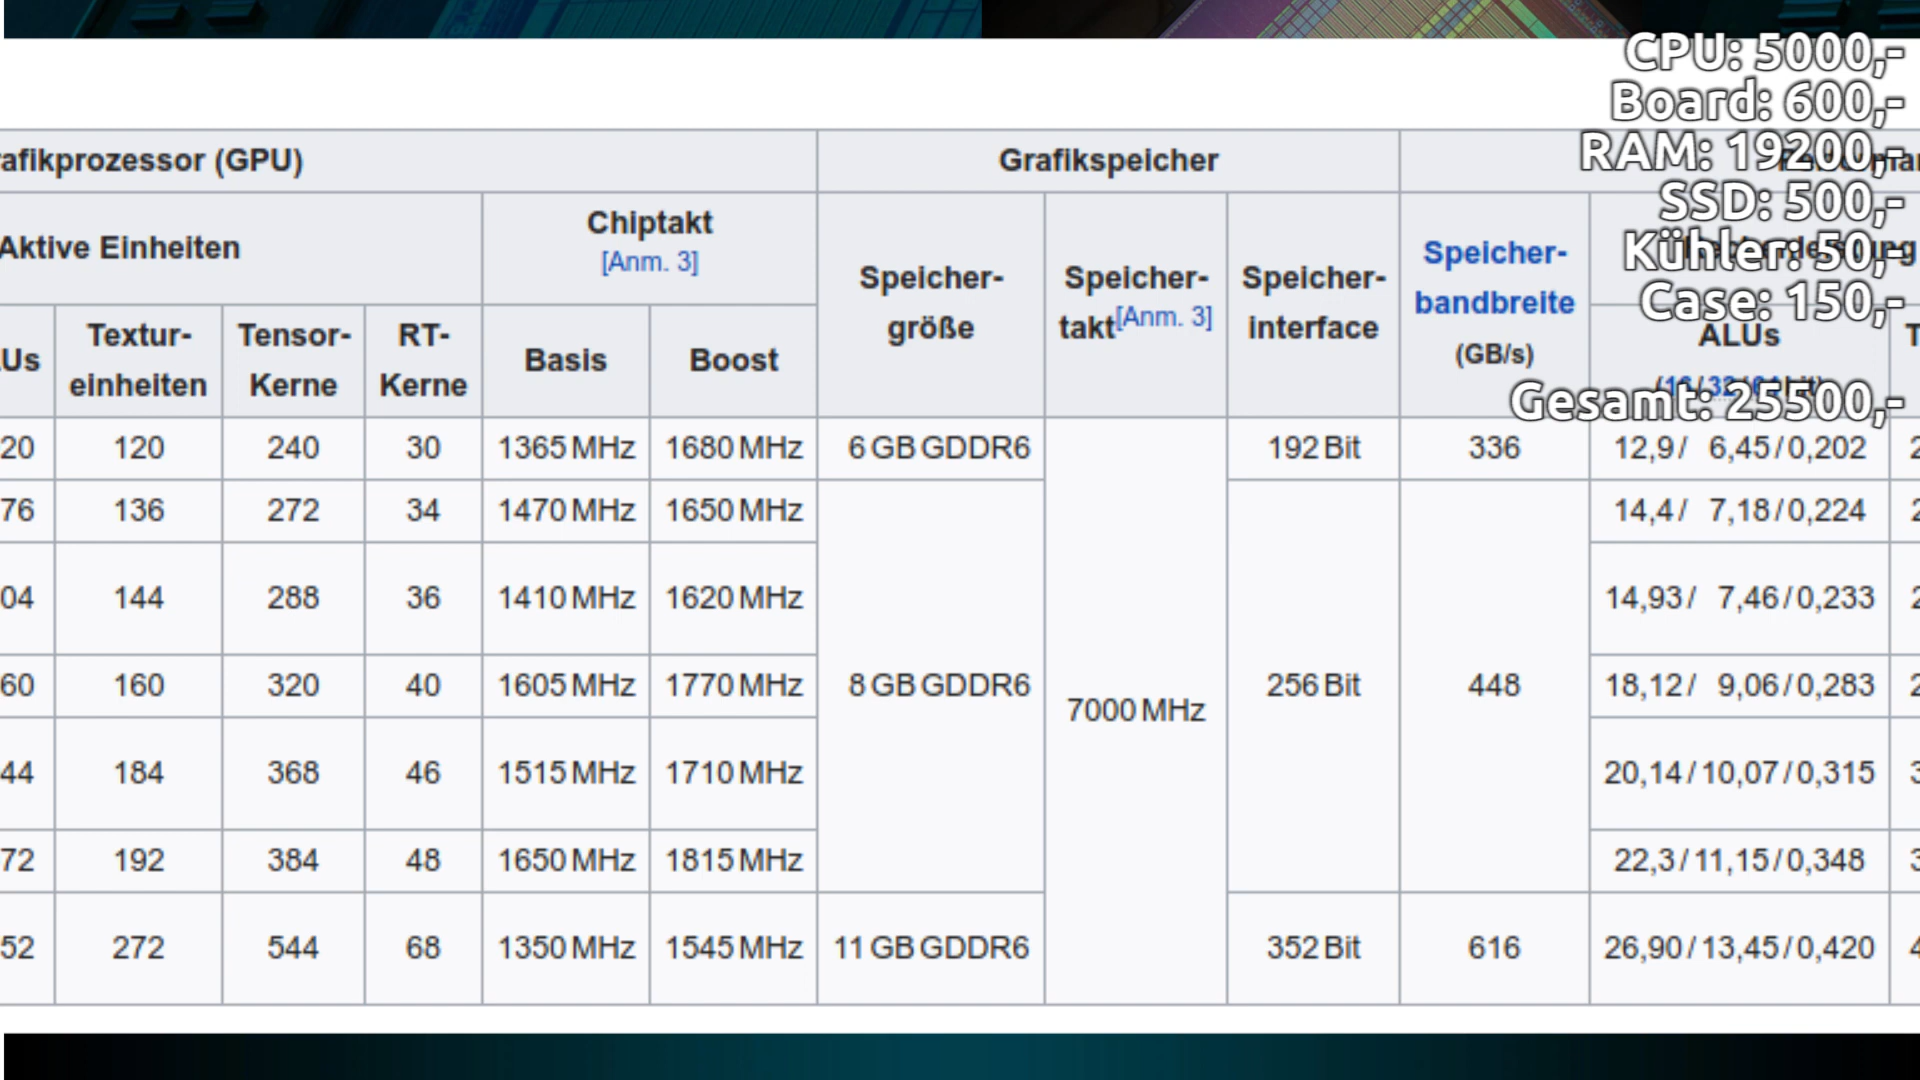 CPU: 5000,-
Board: 600,-
RAM: 19200,-
SSD: 500,-
Kühler: 50,-
Case: 150,-
Gesamt: 25500,-
afikprozessor (GPU) Grafikspeicher
Aktive Einheiten Chiptakt [Anm. 3] Speicher-größe Speicher-takt[Anm. 3] Speicher-interface Speicher-bandbreite (GB/s)
Us Textur-einheiten Tensor-Kerne RT-Kerne Basis Boost ALUs
20 120 240 30 1365 MHz 1680 MHz 6 GB GDDR6 7000 MHz 192 Bit 336 12,9 / 6,45 / 0,202 2
76 136 272 34 1470 MHz 1650 MHz 8 GB GDDR6 256 Bit 448 14,4 / 7,18 / 0,224 2
04 144 288 36 1410 MHz 1620 MHz 14,93 / 7,46 / 0,233 2
60 160 320 40 1605 MHz 1770 MHz 18,12 / 9,06 / 0,283 2
44 184 368 46 1515 MHz 1710 MHz 20,14 / 10,07 / 0,315 3
72 192 384 48 1650 MHz 1815 MHz 22,3 / 11,15 / 0,348 3
52 272 544 68 1350 MHz 1545 MHz 11 GB GDDR6 352 Bit 616 26,90 / 13,45 / 0,420 4